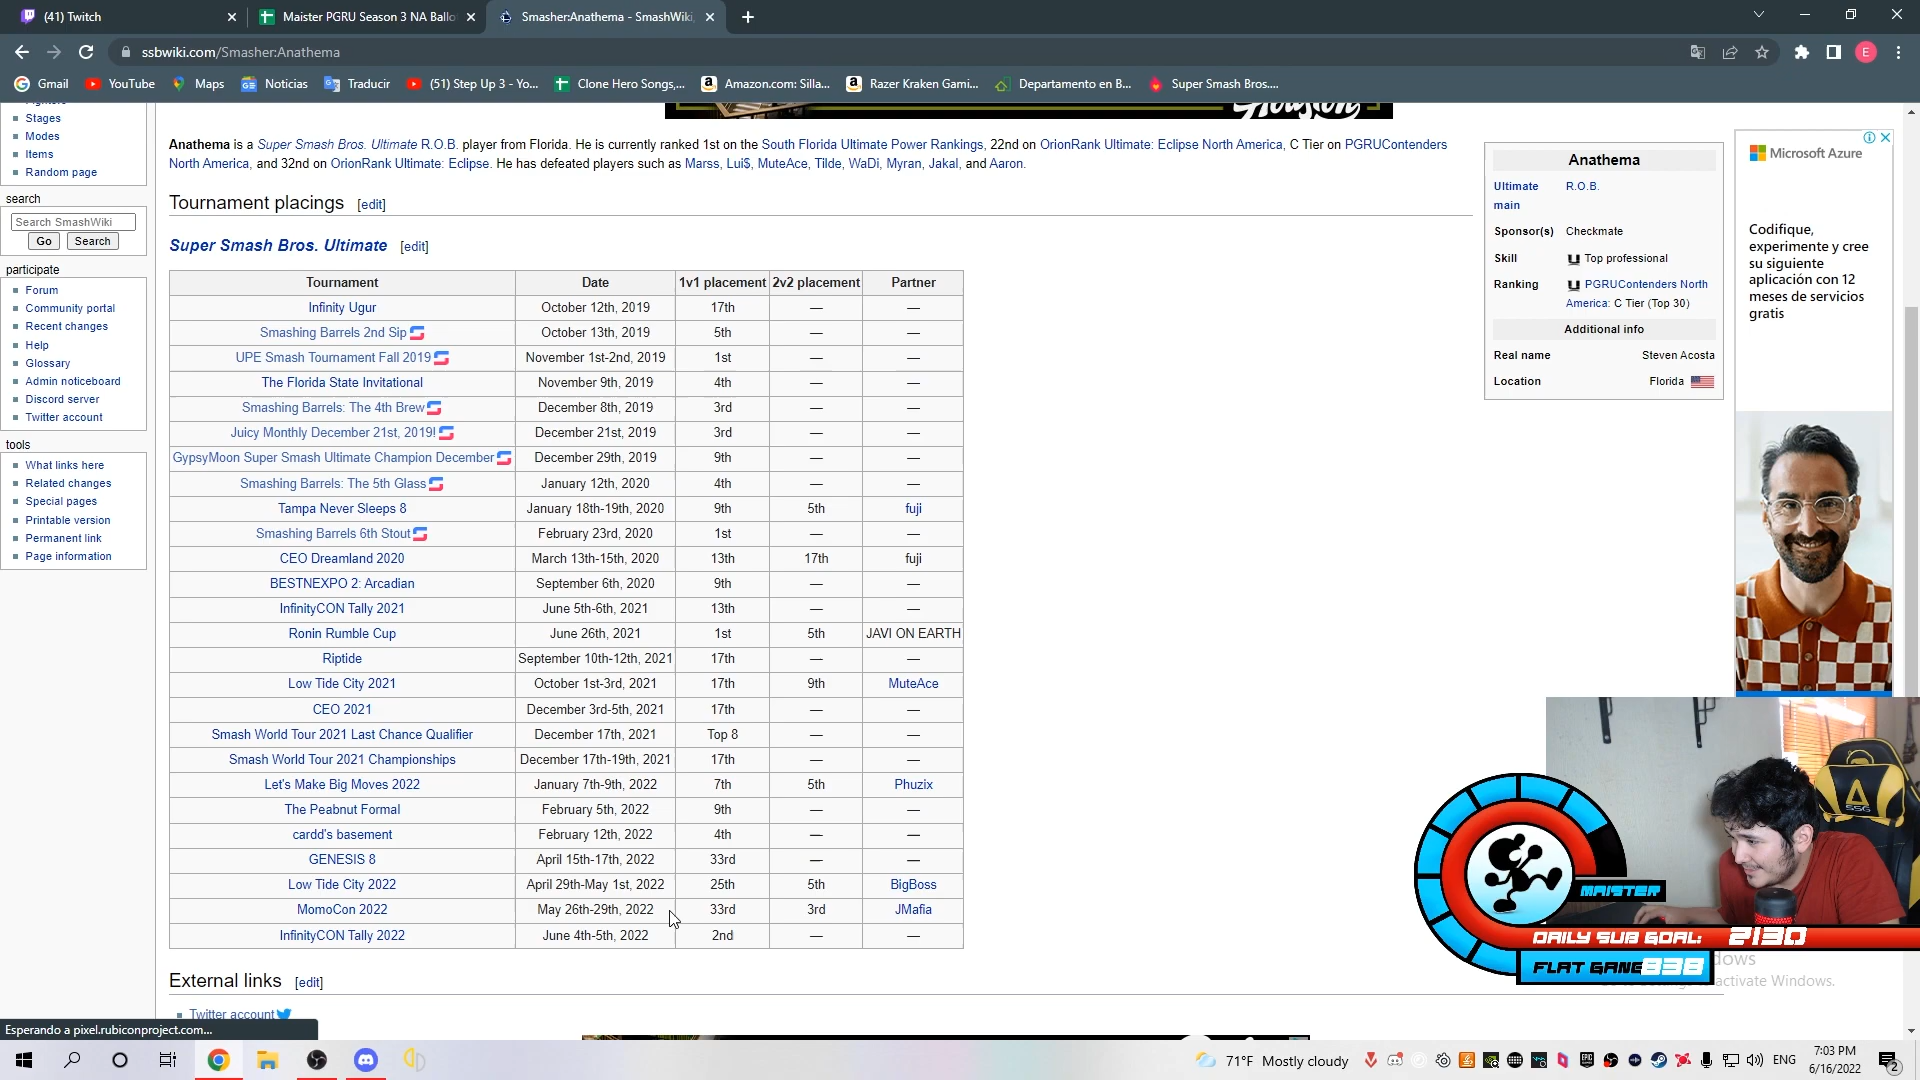 (41) Twitch
Maister PGRU Season 3 NA Ballo
Smasher:Anathema - SmashWiki,
ssbwiki.com/Smasher:Anathema
E
Gmail
YouTube
Maps
Noticias
Traducir
(51) Step Up 3 - Yo...
Clone Hero Songs,...
Amazon.com: Silla...
Razer Kraken Gami...
Departamento en B...
Super Smash Bros....
Stages
Modes
Items
Random page
search
Search SmashWiki
Go Search
participate
Forum
Community portal
Recent changes
Help
Glossary
Admin noticeboard
Discord server
Twitter account
tools
What links here
Related changes
Special pages
Printable version
Permanent link
Page information
Houston
Anathema is a Super Smash Bros. Ultimate R.O.B. player from Florida. He is currently ranked 1st on the South Florida Ultimate Power Rankings, 22nd on OrionRank Ultimate: Eclipse North America, C Tier on PGRUContenders
North America, and 32nd on OrionRank Ultimate: Eclipse. He has defeated players such as Marss, Lui$, MuteAce, Tilde, WaDi, Myran, Jakal, and Aaron.
Tournament placings [edit]
Super Smash Bros. Ultimate [edit]
Tournament Date 1v1 placement 2v2 placement Partner
Infinity Ugur October 12th, 2019 17th — —
Smashing Barrels 2nd Sip October 13th, 2019 5th — —
UPE Smash Tournament Fall 2019 November 1st-2nd, 2019 1st — —
The Florida State Invitational November 9th, 2019 4th — —
Smashing Barrels: The 4th Brew December 8th, 2019 3rd — —
Juicy Monthly December 21st, 2019! December 21st, 2019 3rd — —
GypsyMoon Super Smash Ultimate Champion December December 29th, 2019 9th — —
Smashing Barrels: The 5th Glass January 12th, 2020 4th — —
Tampa Never Sleeps 8 January 18th-19th, 2020 9th 5th fuji
Smashing Barrels 6th Stout February 23rd, 2020 1st — —
CEO Dreamland 2020 March 13th-15th, 2020 13th 17th fuji
BESTNEXPO 2: Arcadian September 6th, 2020 9th — —
InfinityCON Tally 2021 June 5th-6th, 2021 13th — —
Ronin Rumble Cup June 26th, 2021 1st 5th JAVI ON EARTH
Riptide September 10th-12th, 2021 17th — —
Low Tide City 2021 October 1st-3rd, 2021 17th 9th MuteAce
CEO 2021 December 3rd-5th, 2021 17th — —
Smash World Tour 2021 Last Chance Qualifier December 17th, 2021 Top 8 — —
Smash World Tour 2021 Championships December 17th-19th, 2021 17th — —
Let's Make Big Moves 2022 January 7th-9th, 2022 7th 5th Phuzix
The Peabnut Formal February 5th, 2022 9th — —
cardd's basement February 12th, 2022 4th — —
GENESIS 8 April 15th-17th, 2022 33rd — —
Low Tide City 2022 April 29th-May 1st, 2022 25th 5th BigBoss
MomoCon 2022 May 26th-29th, 2022 33rd 3rd JMafia
InfinityCON Tally 2022 June 4th-5th, 2022 2nd — —
External links [edit]
Twitter account
Anathema
Ultimate main R.O.B.
Sponsor(s) Checkmate
Skill Top professional
Ranking PGRUContenders North
America: C Tier (Top 30)
Additional info
Real name Steven Acosta
Location Florida
Microsoft Azure
Codifique,
experimente y cree
su siguiente
aplicación con 12
meses de servicios
gratis
SSG
MAISTER
DAILY SUB GOAL: 2130
FLAT GANG 838
dows
activate Windows.
Esperando a pixel.rubiconproject.com...
71°F Mostly cloudy
ENG
7:03 PM
6/16/2022
2